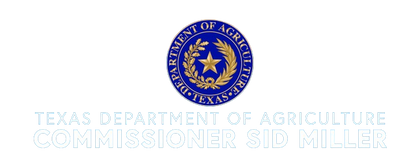 DEPARTMENT OF AGRICULTURE
TEXAS
TEXAS DEPARTMENT OF AGRICULTURE
COMMISSIONER SID MILLER